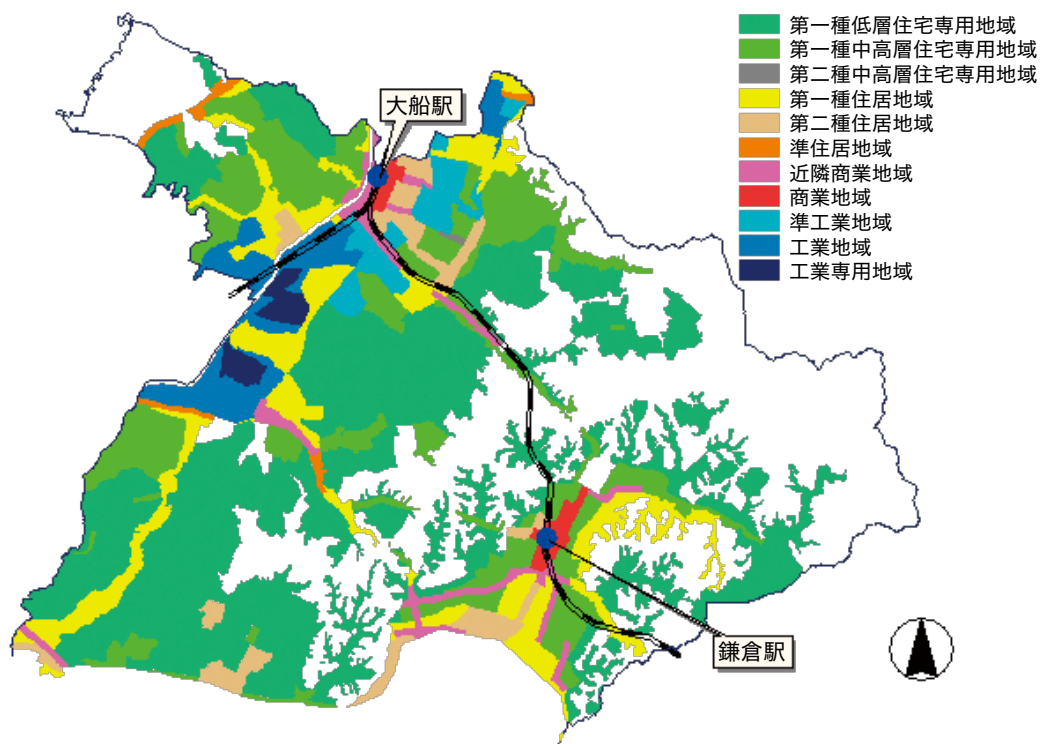 第一種低層住宅専用地域
第一種中高層住宅専用地域
第二種中高層住宅専用地域
第一種住居地域
第二種住居地域
準住居地域
近隣商業地域
商業地域
準工業地域
工業地域
工業専用地域
大船駅
鎌倉駅